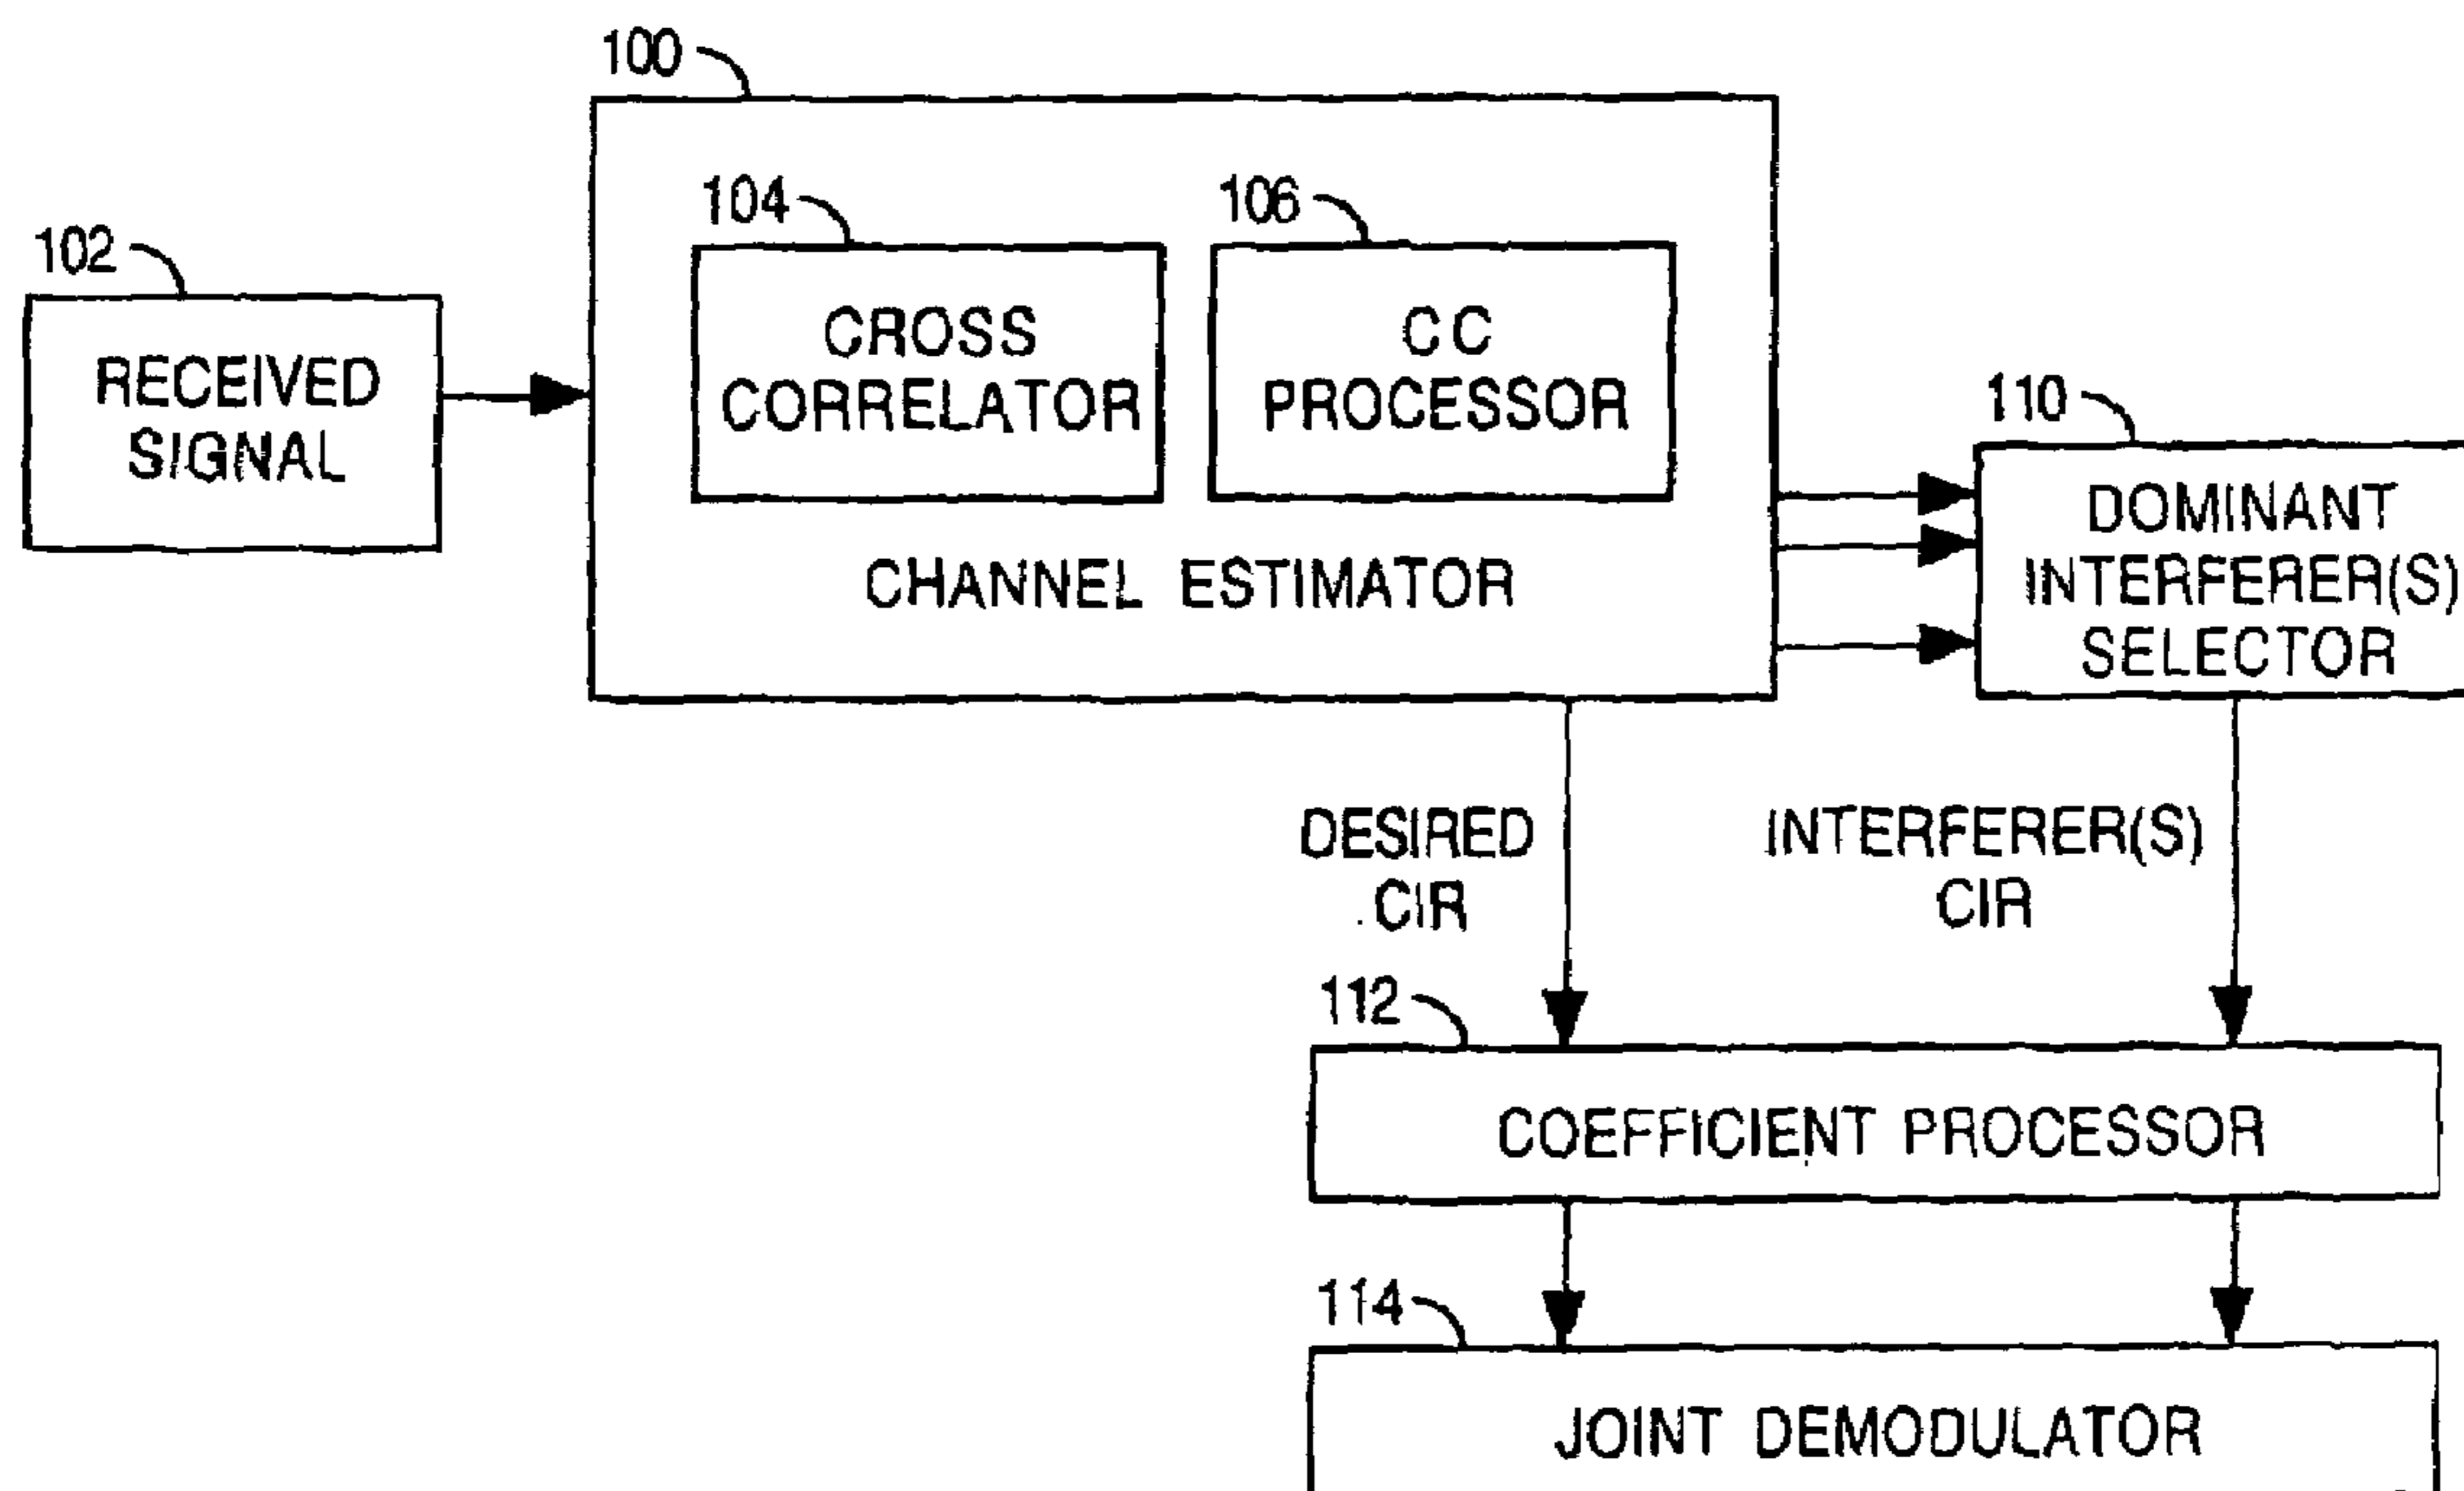 100
104
106
102
CROSS
CORRELATOR
CC
PROCESSOR
RECEIVED
SIGNAL
110
CHANNEL ESTIMATOR
DOMINANT
INTERFERER(S)
SELECTOR
DESIRED
CIR
INTERFERER(S)
CIR
112
COEFFICIENT PROCESSOR
114
JOINT DEMODULATOR